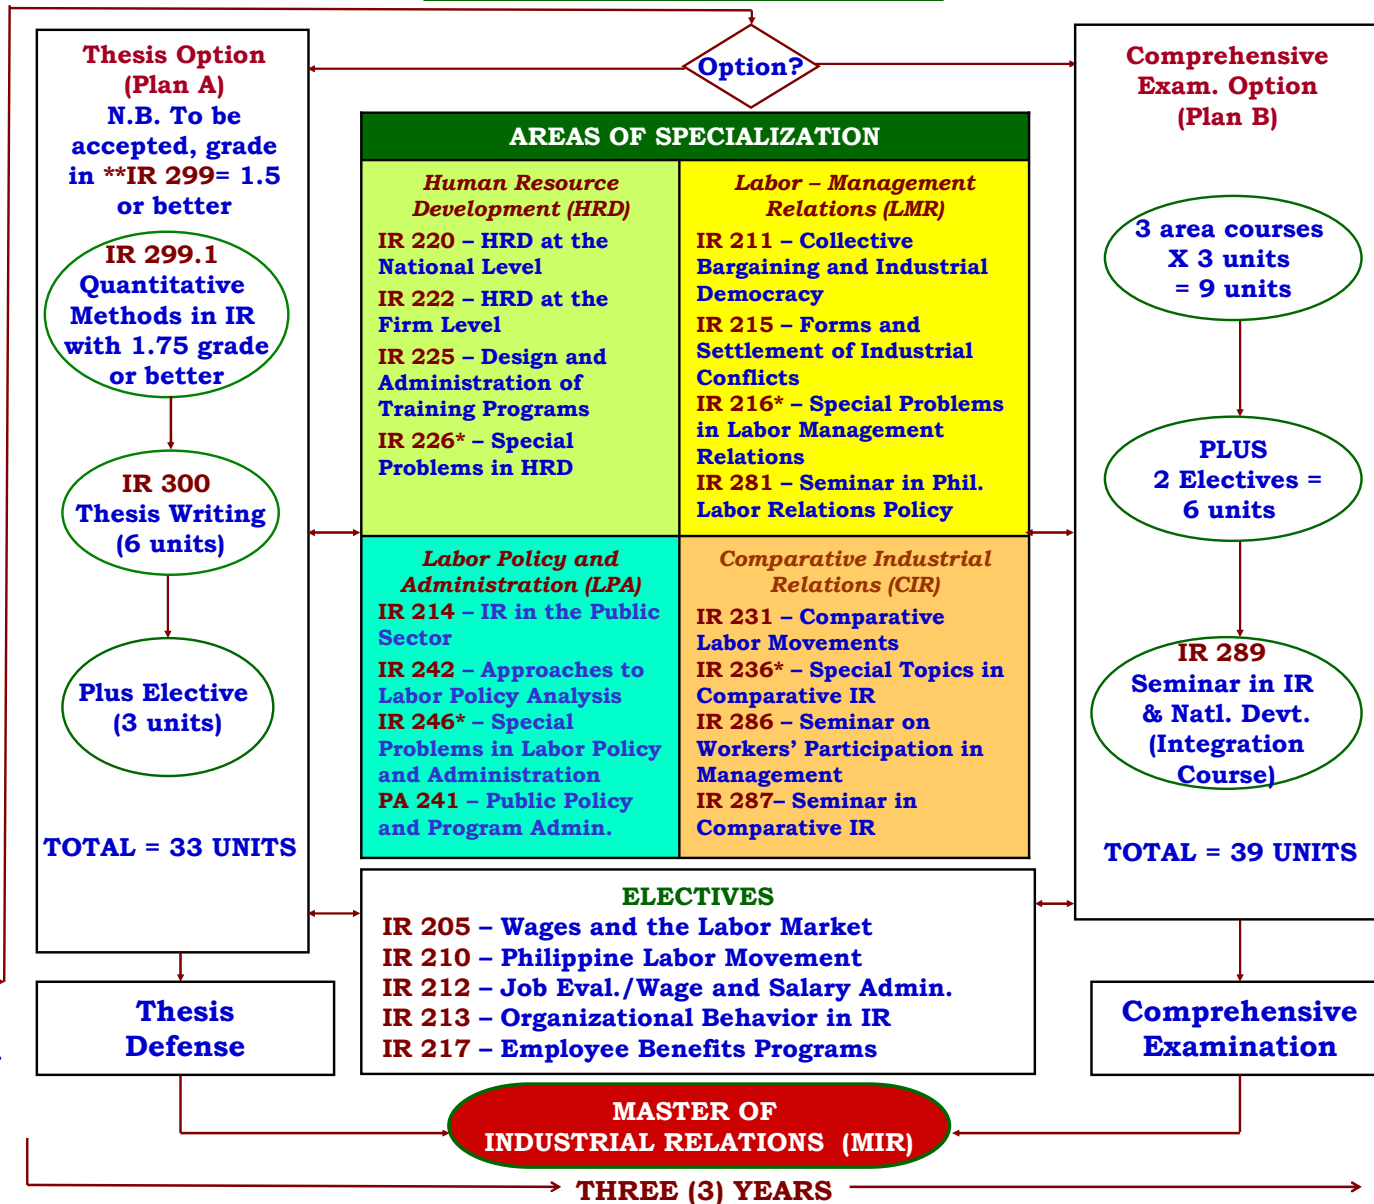 Option?
Thesis Option
(Plan A)
N.B. To be
accepted, grade
in **IR 299= 1.5
or better
IR 299.1
Quantitative
Methods in IR
with 1.75 grade
or better
IR 300
Thesis Writing
(6 units)
Plus Elective
(3 units)
TOTAL = 33 UNITS
Thesis
Defense
AREAS OF SPECIALIZATION
Human Resource
Development (HRD)
IR 220 – HRD at the
National Level
IR 222 – HRD at the
Firm Level
IR 225 – Design and
Administration of
Training Programs
IR 226* – Special
Problems in HRD
Labor – Management
Relations (LMR)
IR 211 – Collective
Bargaining and Industrial
Democracy
IR 215 – Forms and
Settlement of Industrial
Conflicts
IR 216* – Special Problems
in Labor Management
Relations
IR 281 – Seminar in Phil.
Labor Relations Policy
Labor Policy and
Administration (LPA)
IR 214 – IR in the Public
Sector
IR 242 – Approaches to
Labor Policy Analysis
IR 246* – Special
Problems in Labor Policy
and Administration
PA 241 – Public Policy
and Program Admin.
Comparative Industrial
Relations (CIR)
IR 231 – Comparative
Labor Movements
IR 236* – Special Topics in
Comparative IR
IR 286 – Seminar on
Workers’ Participation in
Management
IR 287– Seminar in
Comparative IR
ELECTIVES
IR 205 – Wages and the Labor Market
IR 210 – Philippine Labor Movement
IR 212 – Job Eval./Wage and Salary Admin.
IR 213 – Organizational Behavior in IR
IR 217 – Employee Benefits Programs
Comprehensive
Exam. Option
(Plan B)
3 area courses
X 3 units
= 9 units
PLUS
2 Electives =
6 units
IR 289
Seminar in IR
& Natl. Devt.
(Integration
Course)
TOTAL = 39 UNITS
Comprehensive
Examination
MASTER OF
INDUSTRIAL RELATIONS (MIR)
THREE (3) YEARS